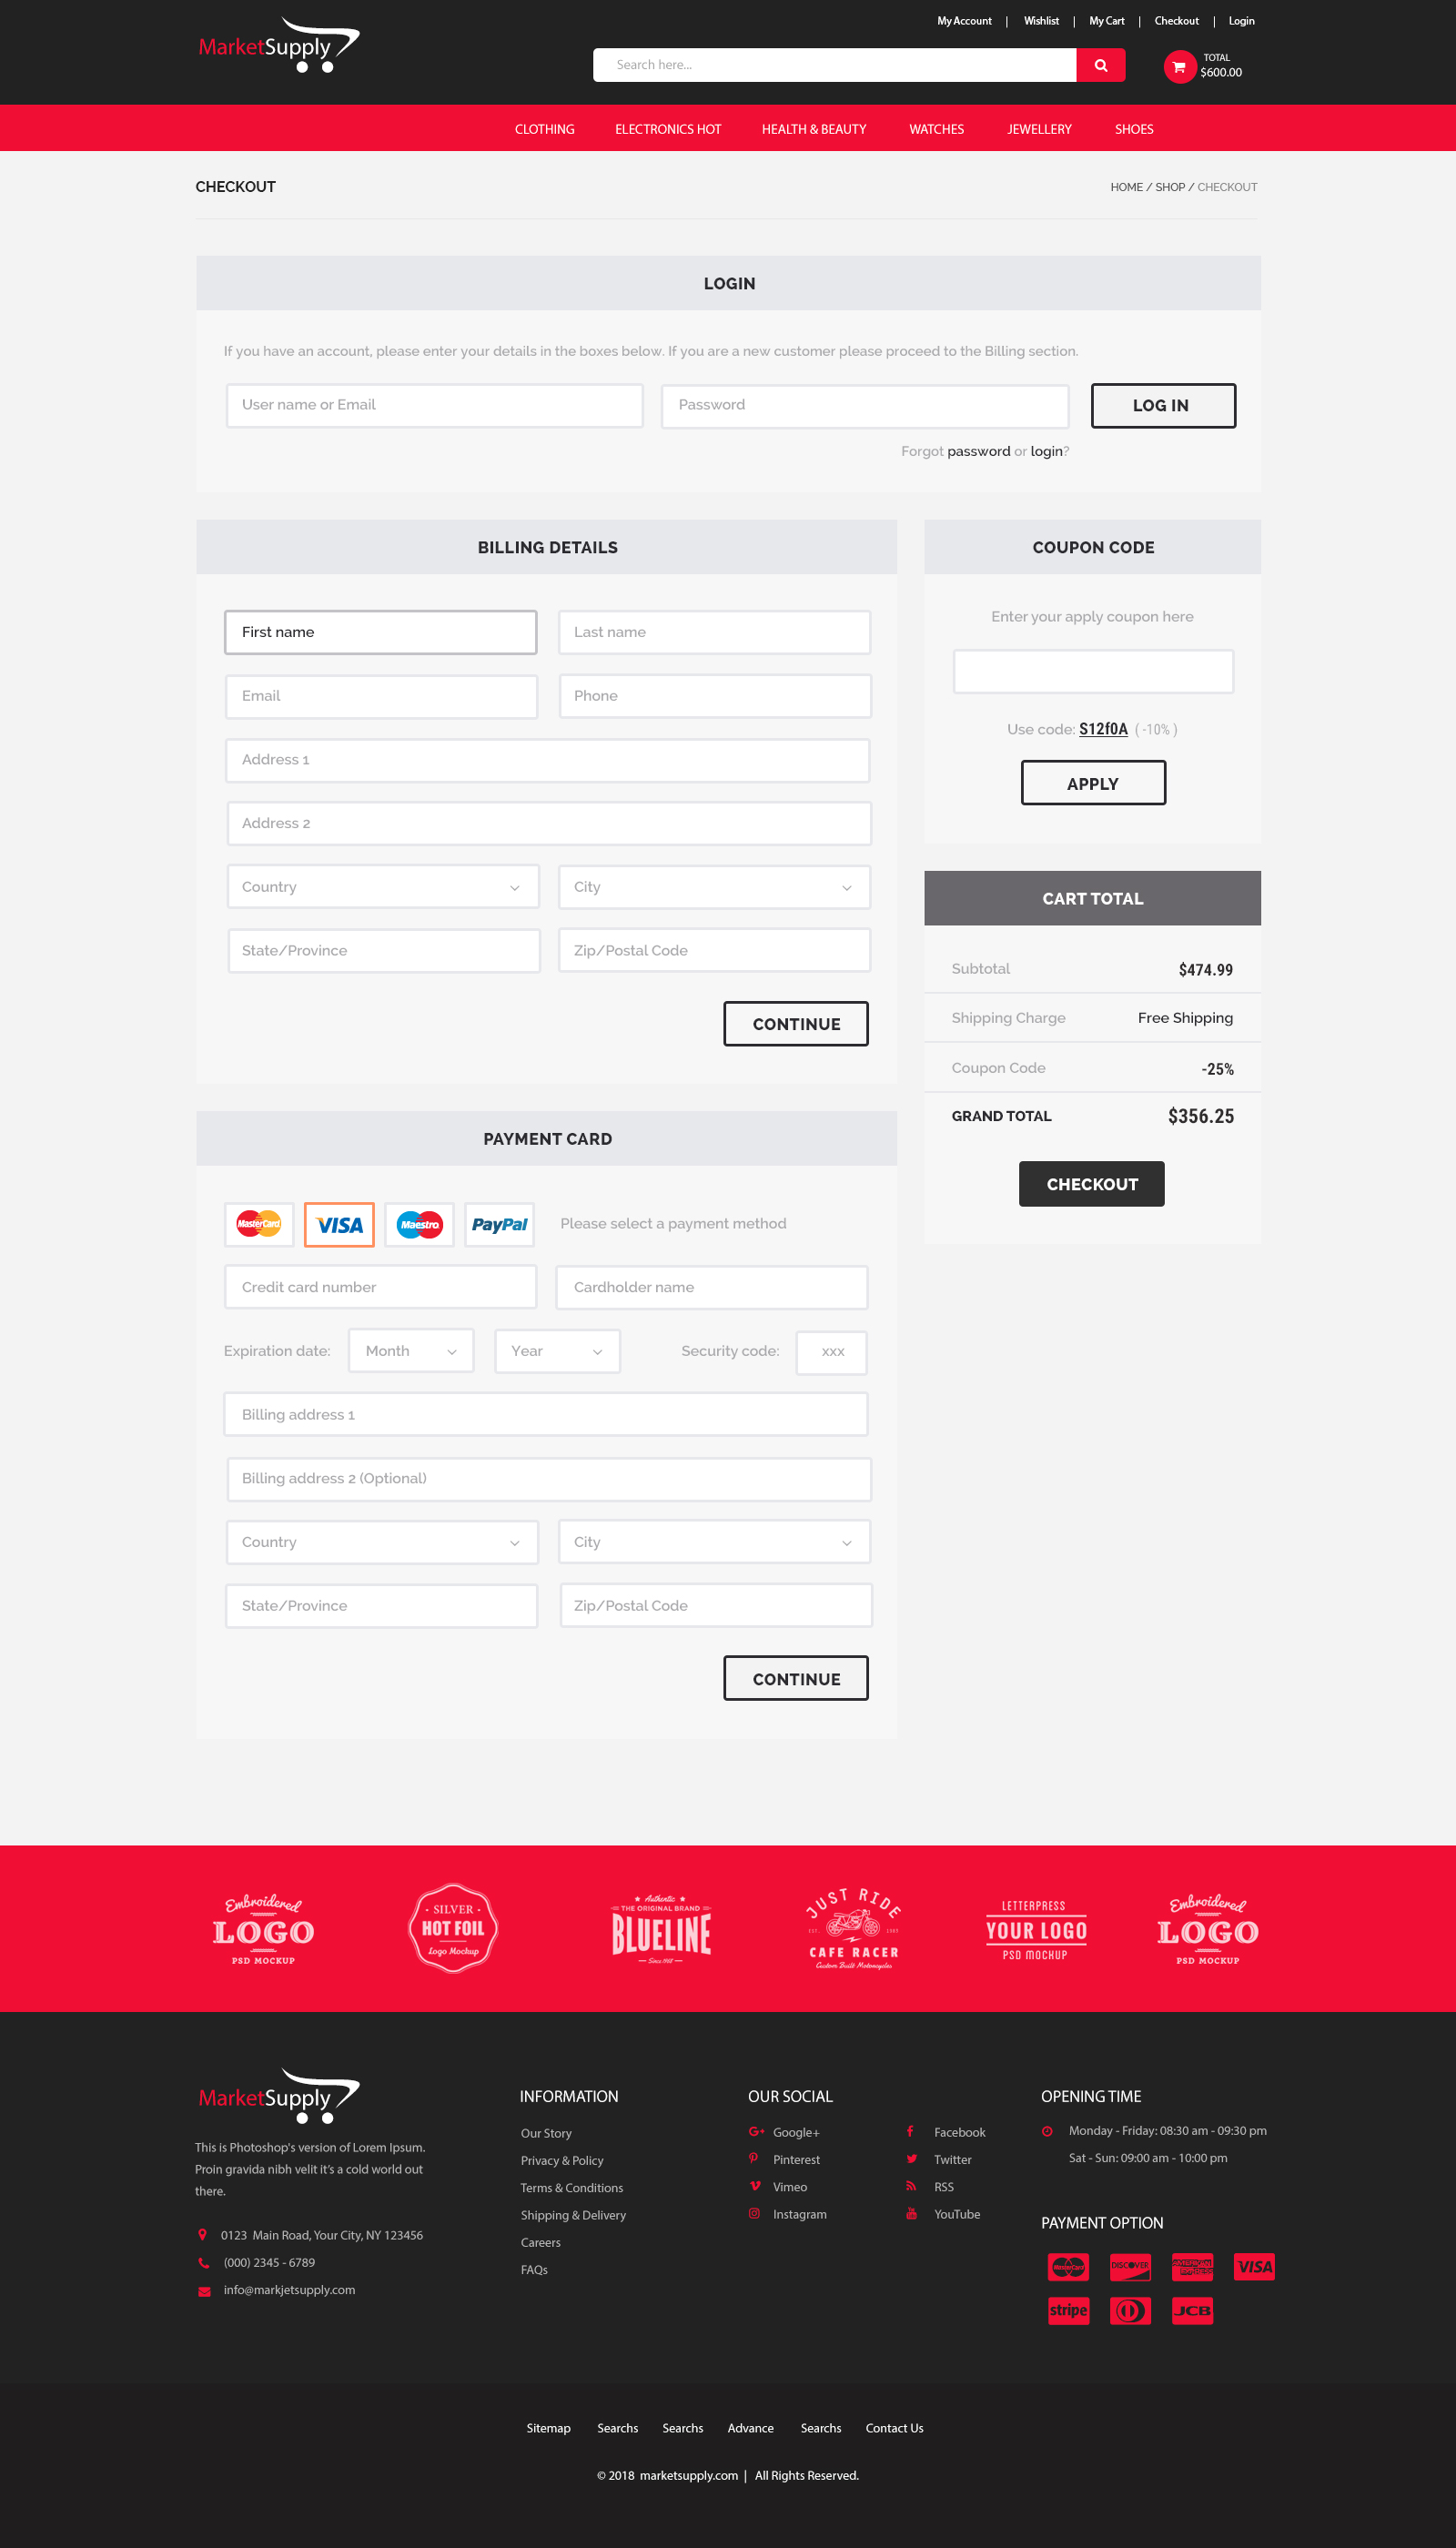 My Account | Wishlist | My Cart | Checkout | Login
MarketSupply
Search here...
TOTAL
$600.00
CLOTHING ELECTRONICS HOT HEALTH & BEAUTY WATCHES JEWELLERY SHOES
CHECKOUT
HOME / SHOP / CHECKOUT
LOGIN
If you have an account, please enter your details in the boxes below. If you are a new customer please proceed to the Billing section.
User name or Email
Password
LOG IN
Forgot password or login?
BILLING DETAILS
First name
Last name
Email
Phone
Address 1
Address 2
Country
City
State/Province
Zip/Postal Code
CONTINUE
COUPON CODE
Enter your apply coupon here
Use code: S12f0A ( -10% )
APPLY
CART TOTAL
Subtotal $474.99
Shipping Charge Free Shipping
Coupon Code -25%
GRAND TOTAL $356.25
CHECKOUT
PAYMENT CARD
MasterCard
VISA
Maestro
PayPal
Please select a payment method
Credit card number
Cardholder name
Expiration date:
Month
Year
Security code:
xxx
Billing address 1
Billing address 2 (Optional)
Country
City
State/Province
Zip/Postal Code
CONTINUE
Embroidered
LOGO
PSD MOCKUP
· SILVER ·
HOT FOIL
Logo Mockup
Authentic
THE ORIGINAL BRAND
BLUELINE
Since 1968
JUST RIDE
EST. 1987
CAFE RACER
Custom Built Motorcycles
LETTERPRESS
YOUR LOGO
PSD MOCKUP
Embroidered
LOGO
PSD MOCKUP
MarketSupply
This is Photoshop's version of Lorem Ipsum.
Proin gravida nibh velit it’s a cold world out
there.
0123 Main Road, Your City, NY 123456
(000) 2345 - 6789
info@markjetsupply.com
INFORMATION
Our Story
Privacy & Policy
Terms & Conditions
Shipping & Delivery
Careers
FAQs
OUR SOCIAL
Google+
Pinterest
Vimeo
Instagram
Facebook
Twitter
RSS
YouTube
OPENING TIME
Monday - Friday: 08:30 am - 09:30 pm
Sat - Sun: 09:00 am - 10:00 pm
PAYMENT OPTION
MasterCard
DISCOVER
AMERICAN EXPRESS
VISA
stripe
JCB
Sitemap Searchs Searchs Advance Searchs Contact Us
© 2018 marketsupply.com | All Rights Reserved.